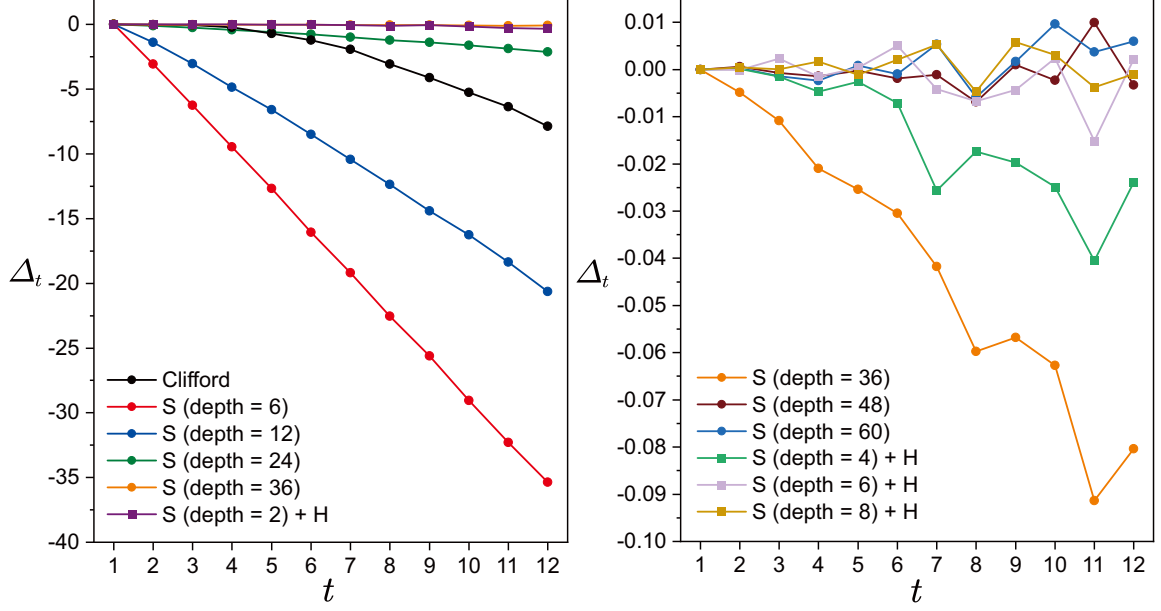 0
-5
-10
-15
-20
-25
-30
-35
-40
Δt
Clifford
S (depth = 6)
S (depth = 12)
S (depth = 24)
S (depth = 36)
S (depth = 2) + H
1 2 3 4 5 6 7 8 9 10 11 12
t
0.01
0.00
-0.01
-0.02
-0.03
-0.04
-0.05
-0.06
-0.07
-0.08
-0.09
-0.10
Δt
S (depth = 36)
S (depth = 48)
S (depth = 60)
S (depth = 4) + H
S (depth = 6) + H
S (depth = 8) + H
1 2 3 4 5 6 7 8 9 10 11 12
t